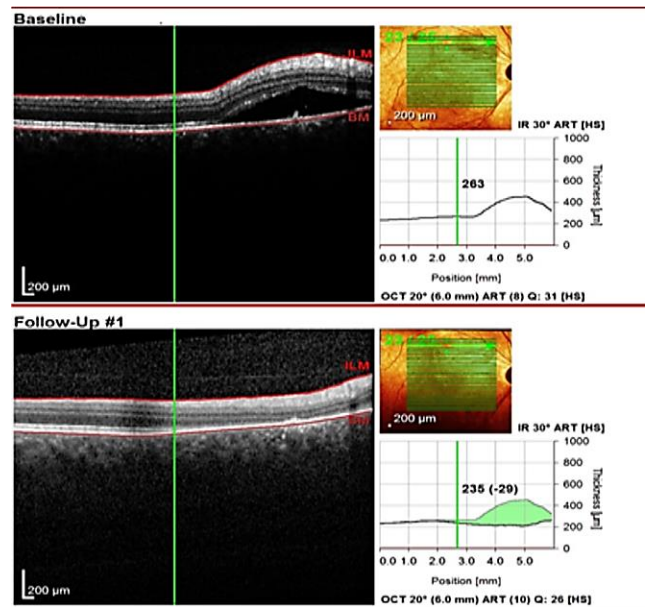 Baseline
ILM
BM
200 µm
23 / 25
200 µm
IR 30° ART [HS]
263
1000
800
600
400
200
0
Thickness [µm]
0.0 1.0 2.0 3.0 4.0 5.0
Position [mm]
OCT 20° (6.0 mm) ART (8) Q: 31 [HS]
Follow-Up #1
ILM
BM
200 µm
200 µm
IR 30° ART [HS]
235 (-29)
1000
800
600
400
200
0
Thickness [µm]
0.0 1.0 2.0 3.0 4.0 5.0
Position [mm]
OCT 20° (6.0 mm) ART (10) Q: 26 [HS]